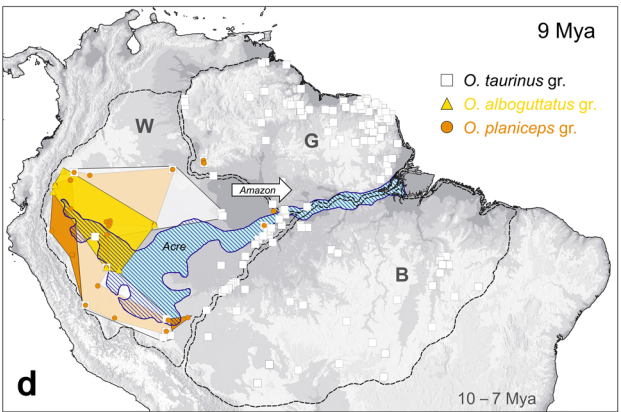 9 Mya
O. taurinus gr.
O. alboguttatus gr.
O. planiceps gr.
W
G
Amazon
Acre
B
d
10 – 7 Mya